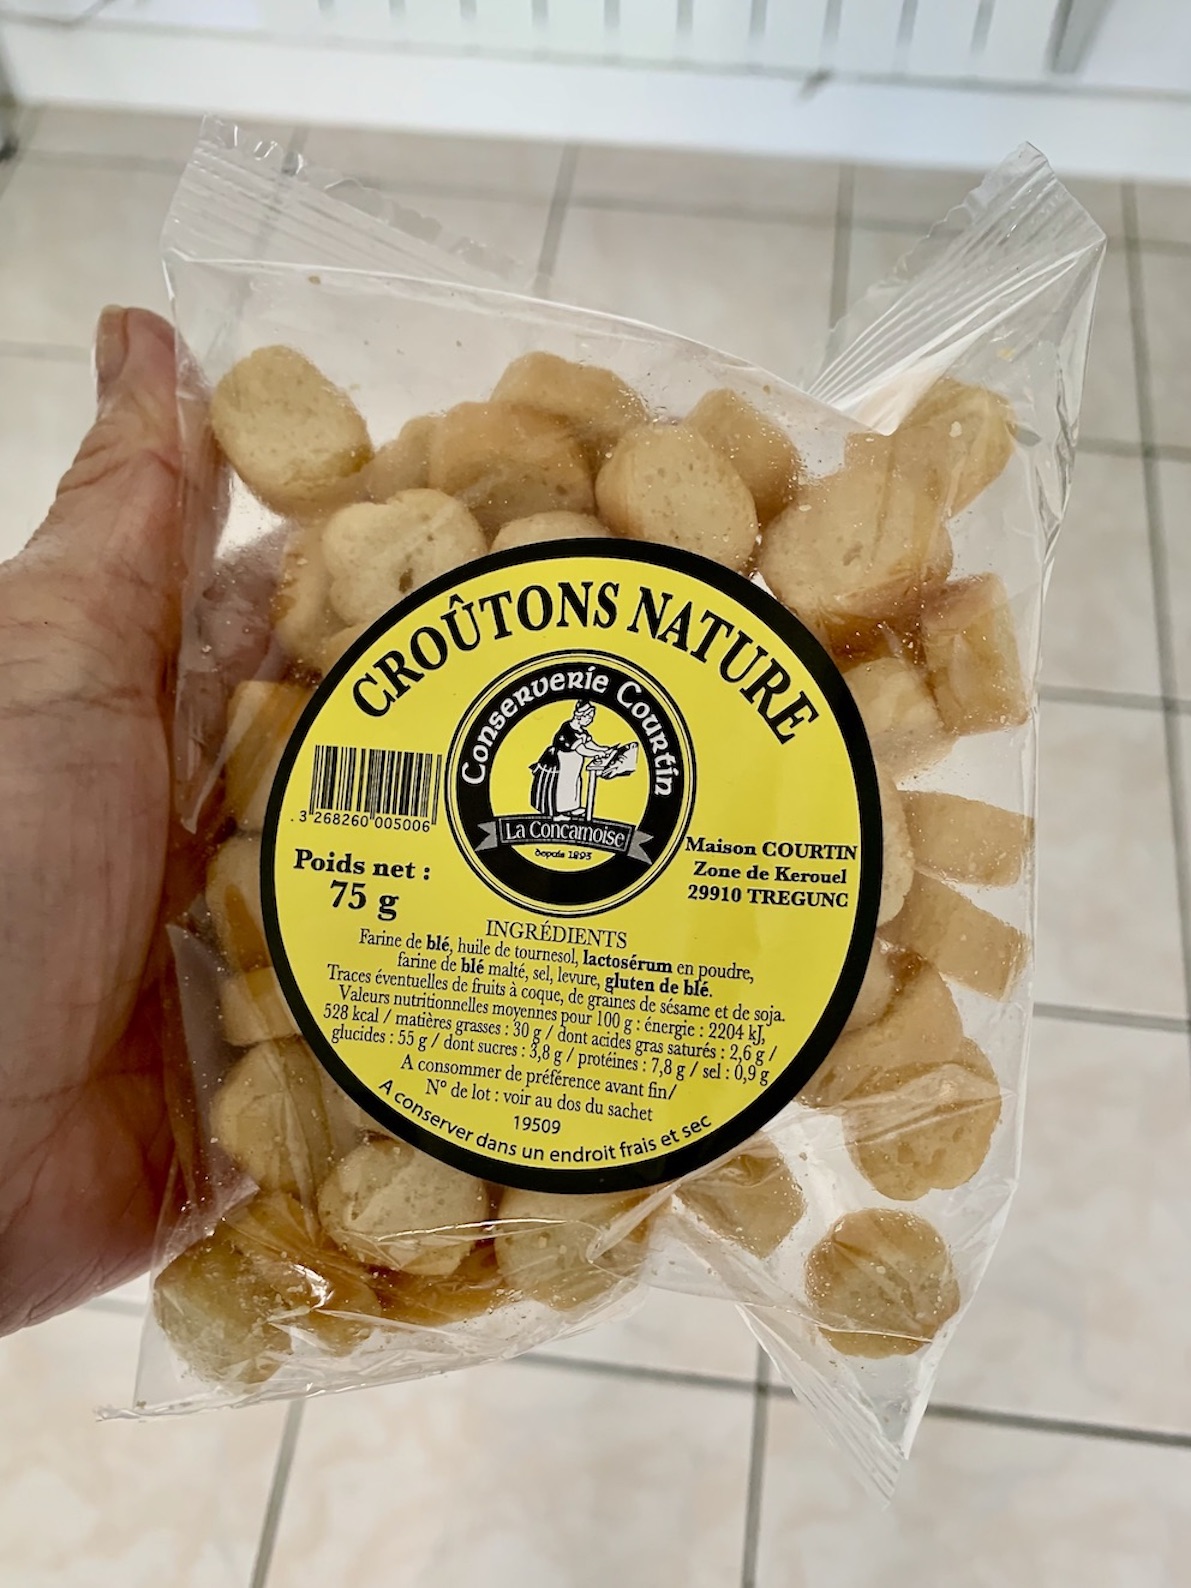 CROÛTONS NATURE
Conserverie Courtin
La Concarnoise
depuis 1893
3 268260 005006
Poids net :
75 g
Maison COURTIN
Zone de Kerouel
29910 TREGUNC
INGRÉDIENTS
Farine de blé, huile de tournesol, lactosérum en poudre,
farine de blé malté, sel, levure, gluten de blé.
Traces éventuelles de fruits à coque, de graines de sésame et de soja.
Valeurs nutritionnelles moyennes pour 100 g : énergie : 2204 kJ,
528 kcal / matières grasses : 30 g / dont acides gras saturés : 2,6 g /
glucides : 55 g / dont sucres : 3,8 g / protéines : 7,8 g / sel : 0,9 g
A consommer de préférence avant fin/
N° de lot : voir au dos du sachet
19509
A conserver dans un endroit frais et sec